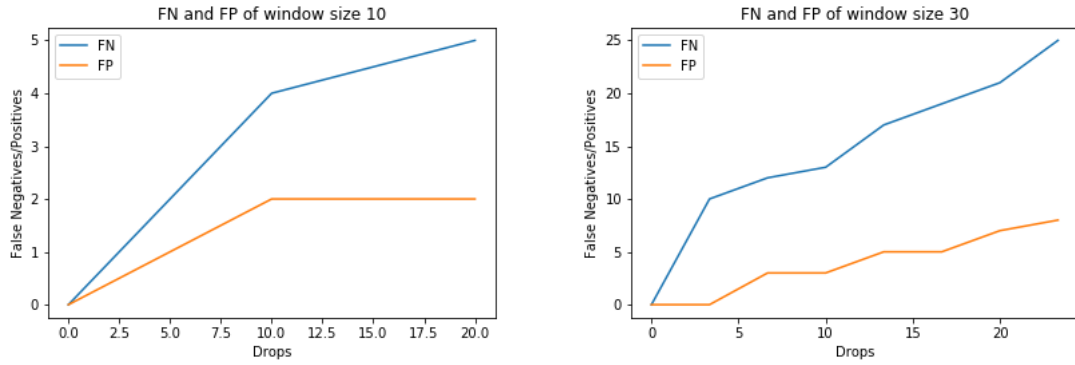 FN and FP of window size 10
FN
FP
False Negatives/Positives
5
4
3
2
1
0
0.0 2.5 5.0 7.5 10.0 12.5 15.0 17.5 20.0
Drops
FN and FP of window size 30
FN
FP
False Negatives/Positives
25
20
15
10
5
0
0 5 10 15 20
Drops